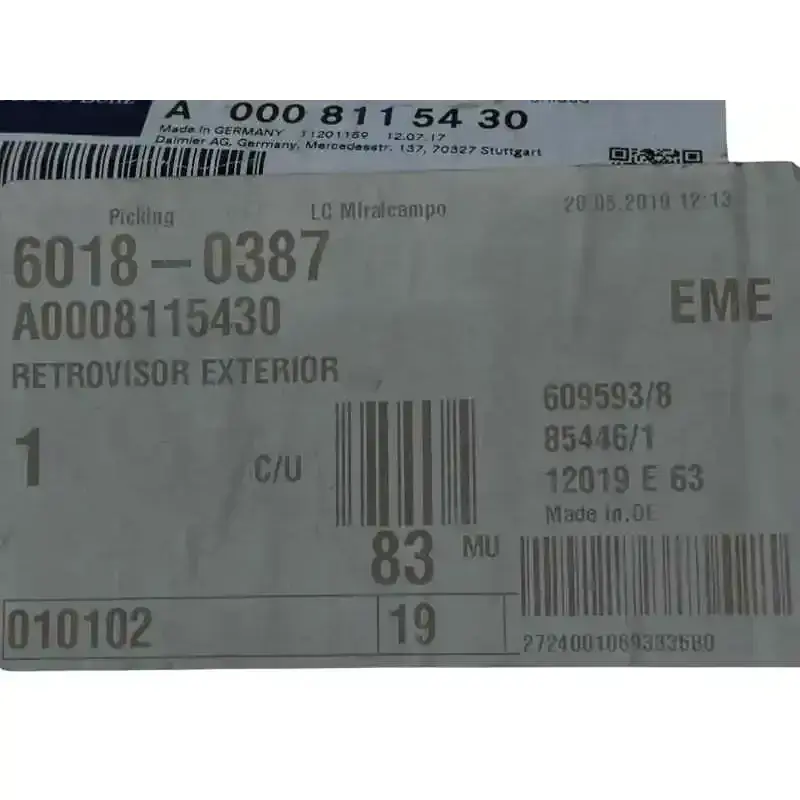 A 000 811 54 30
Made in GERMANY 11201159 12.07.17
Daimler AG, Germany, Mercedesstr. 137, 70327 Stuttgart
Picking LC Miralcampo 20.05.2019 12:13
6018-0387
A0008115430
EME
RETROVISOR EXTERIOR
609593/8
85446/1
1 C/U
12019 E 63
Made in.DE
83 MU
010102 19